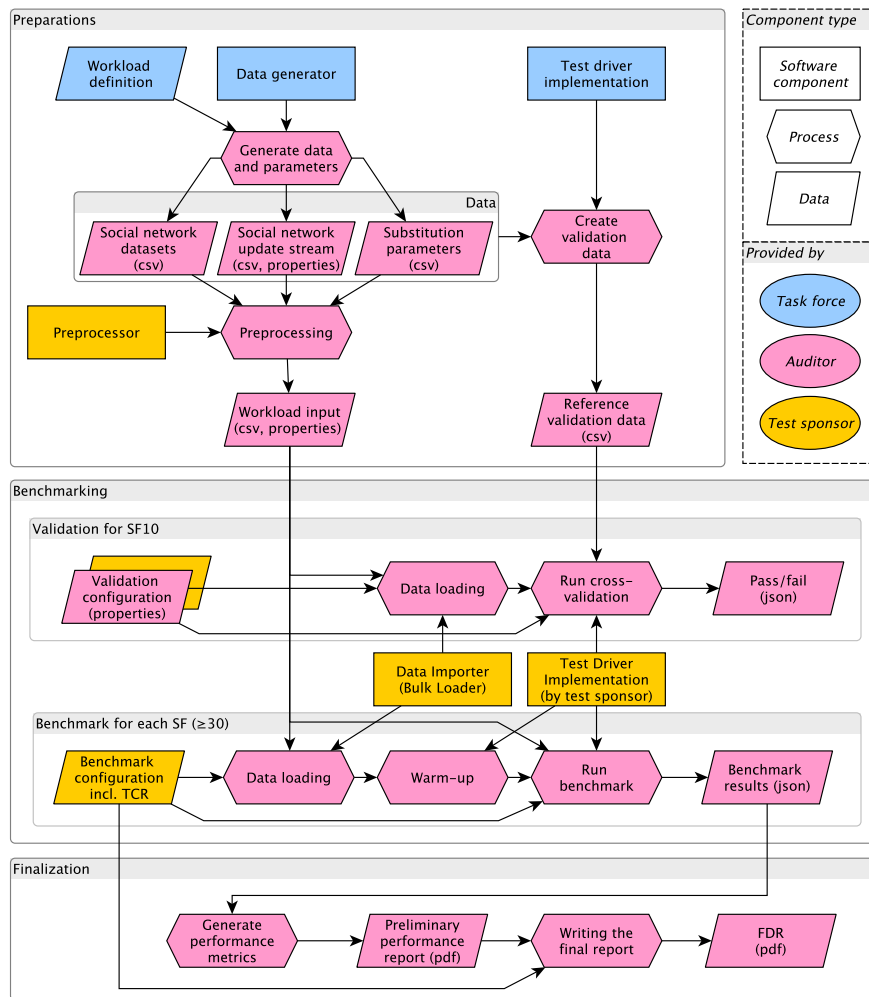 Preparations
Workload
definition
Data generator
Test driver
implementation
Generate data
and parameters
Data
Social network
datasets
(csv)
Social network
update stream
(csv, properties)
Substitution
parameters
(csv)
Create
validation
data
Preprocessor
Preprocessing
Workload input
(csv, properties)
Reference
validation data
(csv)
Component type
Software
component
Process
Data
Provided by
Task force
Auditor
Test sponsor
Benchmarking
Validation for SF10
Validation
configuration
(properties)
Data loading
Run cross-
validation
Pass/fail
(json)
Data Importer
(Bulk Loader)
Test Driver
Implementation
(by test sponsor)
Benchmark for each SF (≥30)
Benchmark
configuration
incl. TCR
Data loading
Warm-up
Run
benchmark
Benchmark
results (json)
Finalization
Generate
performance
metrics
Preliminary
performance
report (pdf)
Writing the
final report
FDR
(pdf)